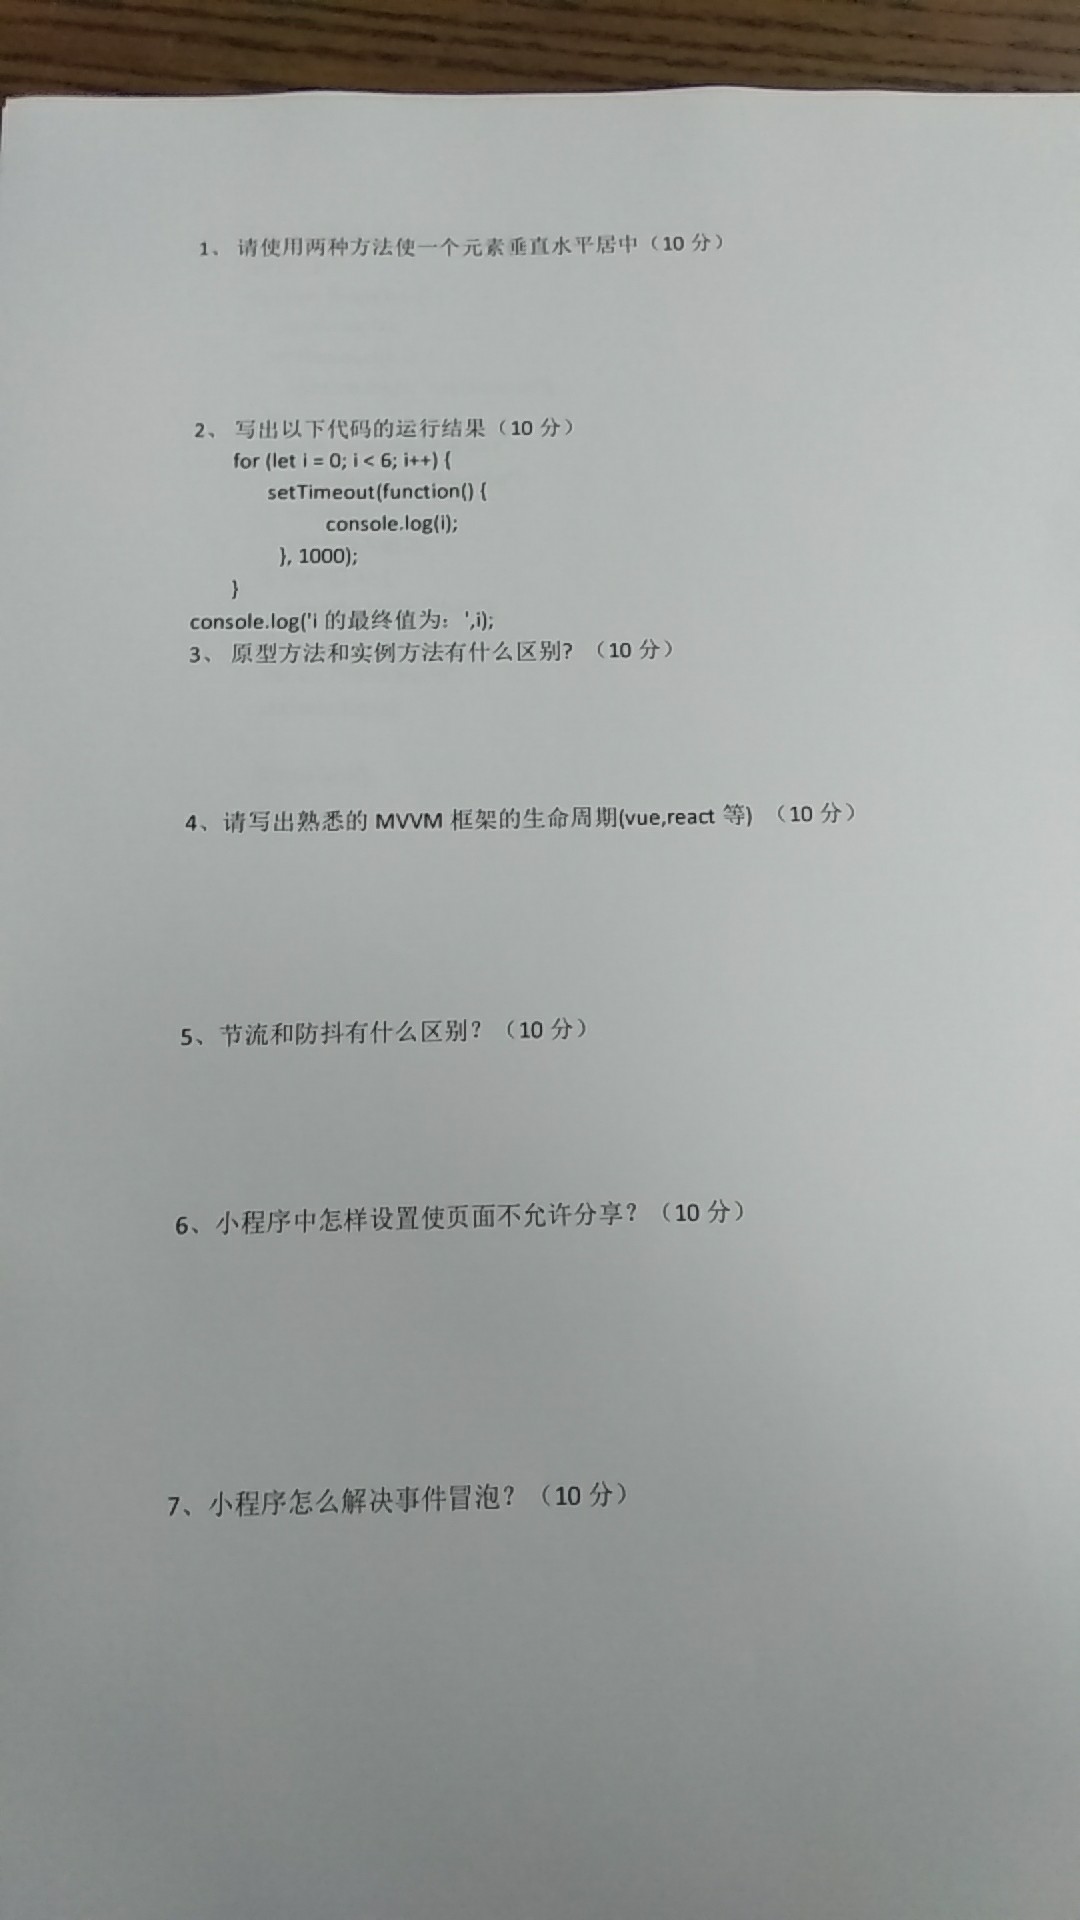 1、 请使用两种方法使一个元素垂直水平居中（10 分）
2、 写出以下代码的运行结果（10 分）
for (let i = 0; i < 6; i++) {
setTimeout(function() {
console.log(i);
}, 1000);
}
console.log('i 的最终值为：',i);
3、 原型方法和实例方法有什么区别? （10 分）
4、请写出熟悉的 MVVM 框架的生命周期(vue,react 等) （10 分）
5、节流和防抖有什么区别？（10 分）
6、小程序中怎样设置使页面不允许分享？（10 分）
7、小程序怎么解决事件冒泡？（10 分）